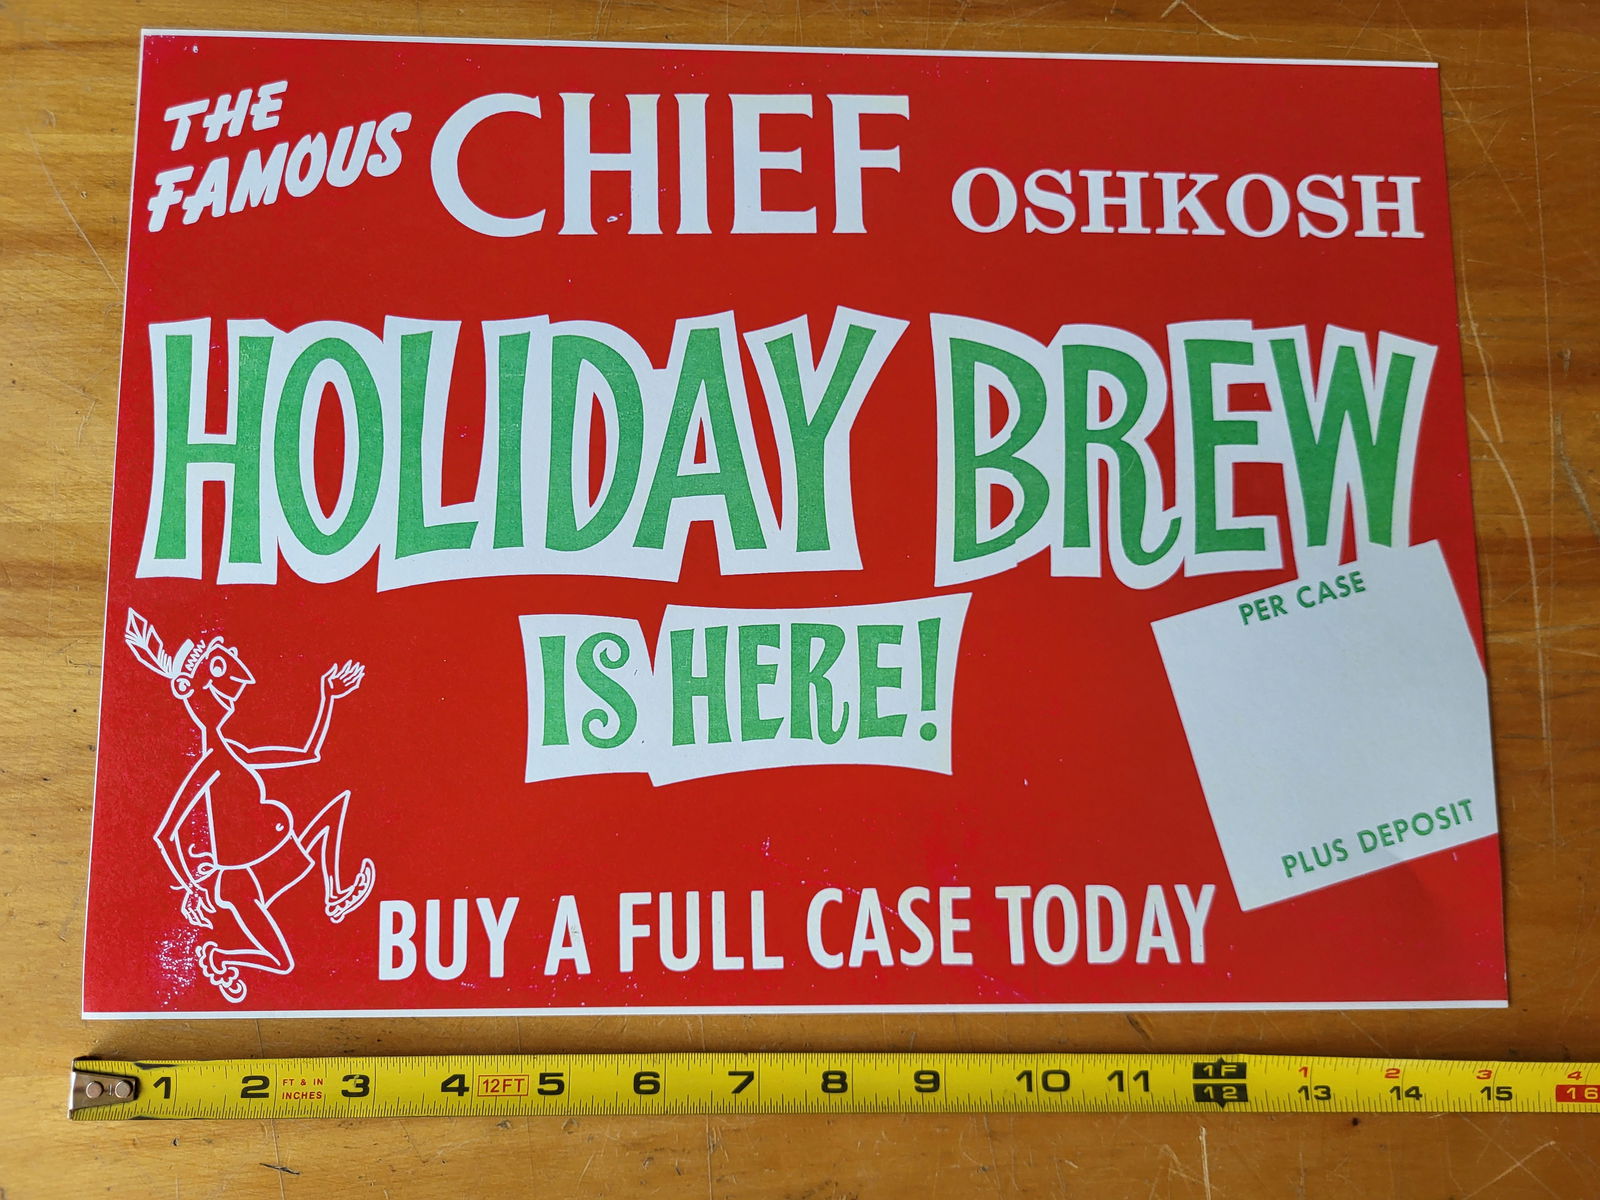 THE
FAMOUS CHIEF OSHKOSH
HOLIDAY BREW
IS HERE!
PER CASE
PLUS DEPOSIT
BUY A FULL CASE TODAY
1 2 FT & IN 3 4 12FT 5 6 7 8 9 10 11 1F 1 2 3 4
INCHES 12 13 14 15 16